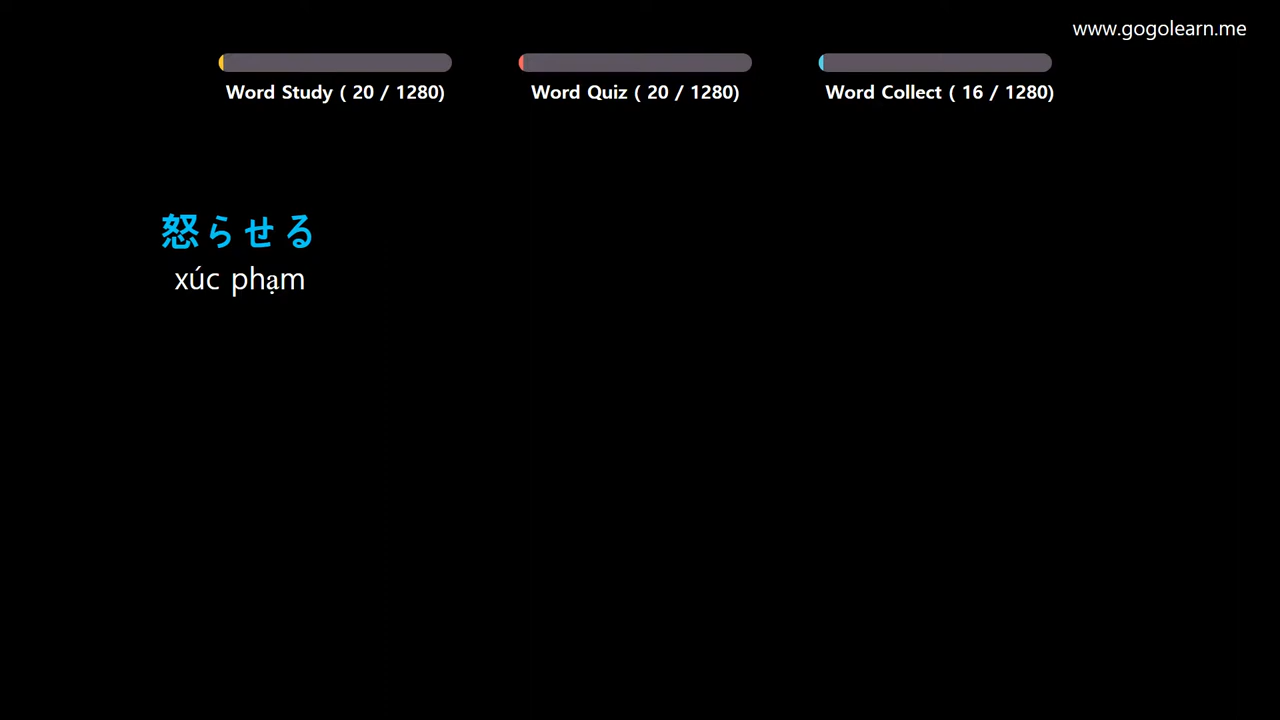 www.gogolearn.me
Word Study ( 20 / 1280)
Word Quiz ( 20 / 1280)
Word Collect ( 16 / 1280)
怒らせる
xúc phạm